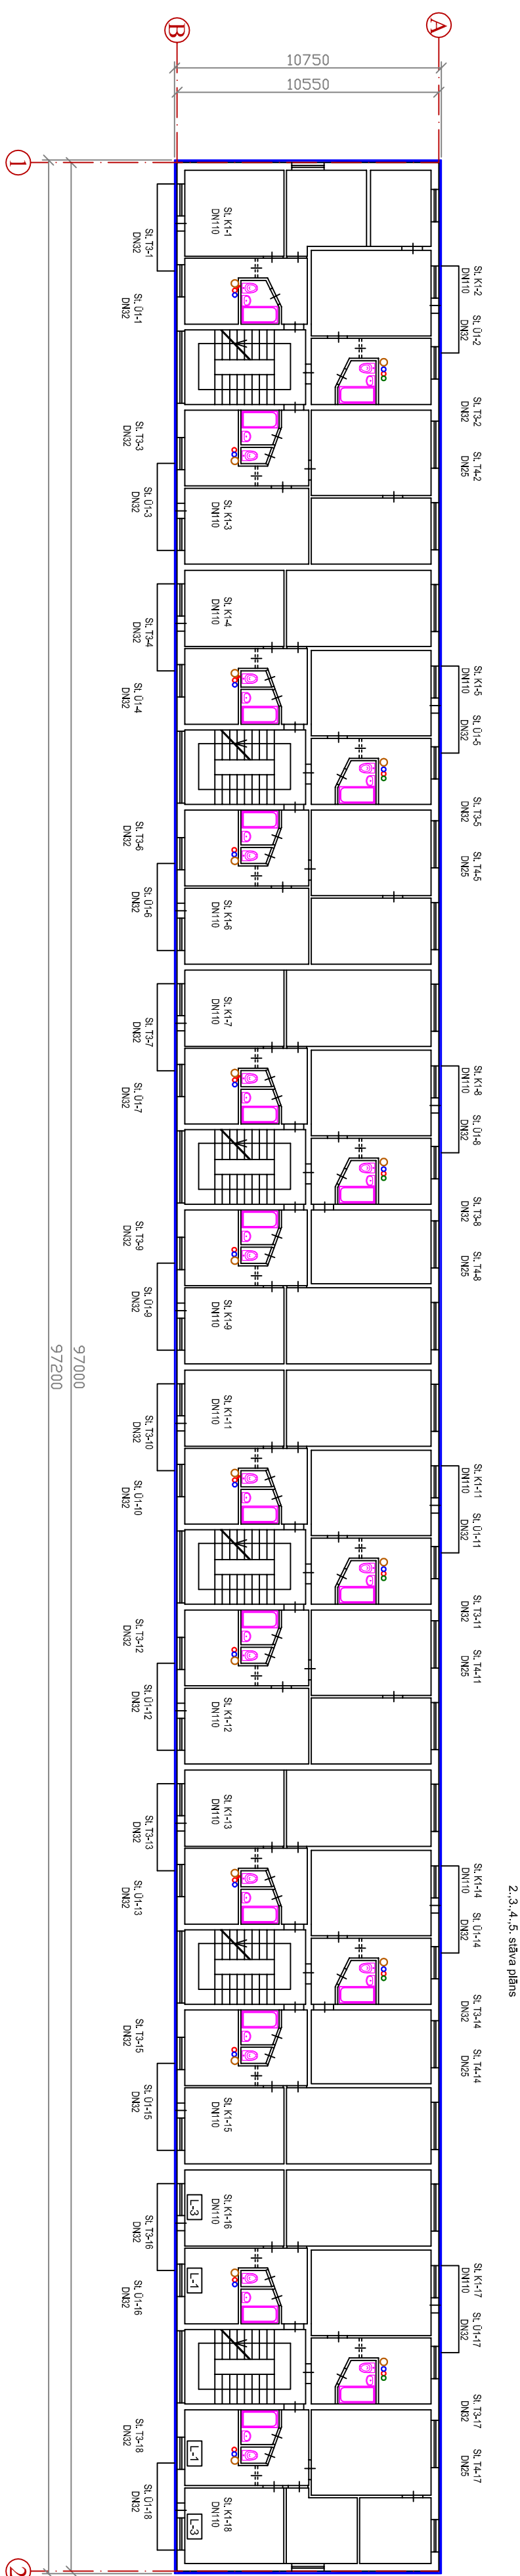 2.,3.,4.,5. stāva plāns
A
10750
10550
B
St. K1-2
DN110
St. Ū1-2
DN32
St. T3-2
DN32
St. T4-2
DN25
St. K1-5
DN110
St. Ū1-5
DN32
St. T3-5
DN32
St. T4-5
DN25
St. K1-8
DN110
St. Ū1-8
DN32
St. T3-8
DN32
St. T4-8
DN25
St. K1-11
DN110
St. Ū1-11
DN32
St. T3-11
DN32
St. T4-11
DN25
St. K1-14
DN110
St. Ū1-14
DN32
St. T3-14
DN32
St. T4-14
DN25
St. K1-17
DN110
St. Ū1-17
DN32
St. T3-17
DN32
St. T4-17
DN25
St. K1-1
DN110
St. K1-3
DN110
St. K1-4
DN110
St. K1-6
DN110
St. K1-7
DN110
St. K1-9
DN110
St. K1-11
DN110
St. K1-12
DN110
St. K1-13
DN110
St. K1-15
DN110
St. K1-16
DN110
St. K1-18
DN110
L-3
L-1
L-1
L-3
St. T3-1
DN32
St. Ū1-1
DN32
St. T3-3
DN32
St. Ū1-3
DN32
St. T3-4
DN32
St. Ū1-4
DN32
St. T3-6
DN32
St. Ū1-6
DN32
St. T3-7
DN32
St. Ū1-7
DN32
St. T3-9
DN32
St. Ū1-9
DN32
St. T3-10
DN32
St. Ū1-10
DN32
St. T3-12
DN32
St. Ū1-12
DN32
St. T3-13
DN32
St. Ū1-13
DN32
St. T3-15
DN32
St. Ū1-15
DN32
St. T3-16
DN32
St. Ū1-16
DN32
St. T3-18
DN32
St. Ū1-18
DN32
97000
97200
1
2